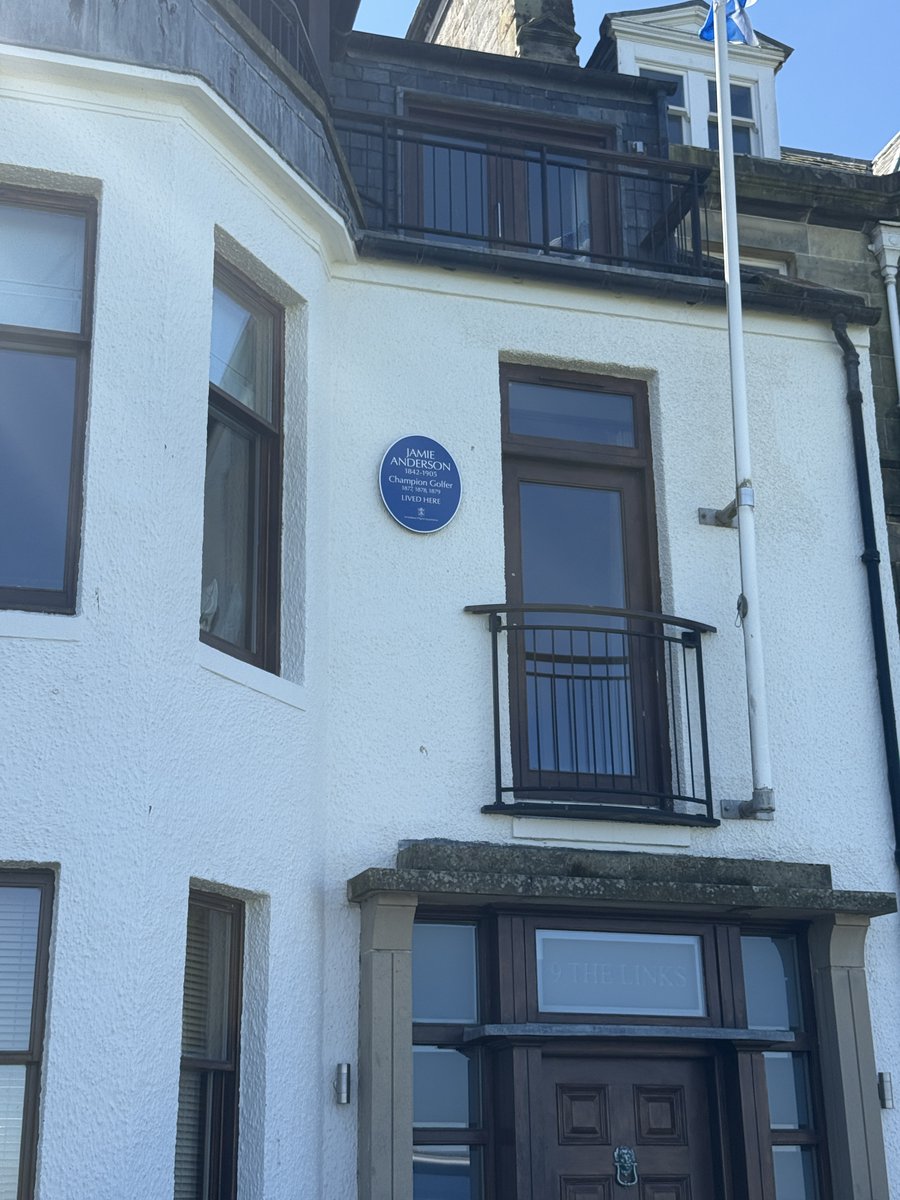 JAMIE
ANDERSON
1842-1905
Champion Golfer
1877, 1878, 1879
LIVED HERE
9 THE LINKS